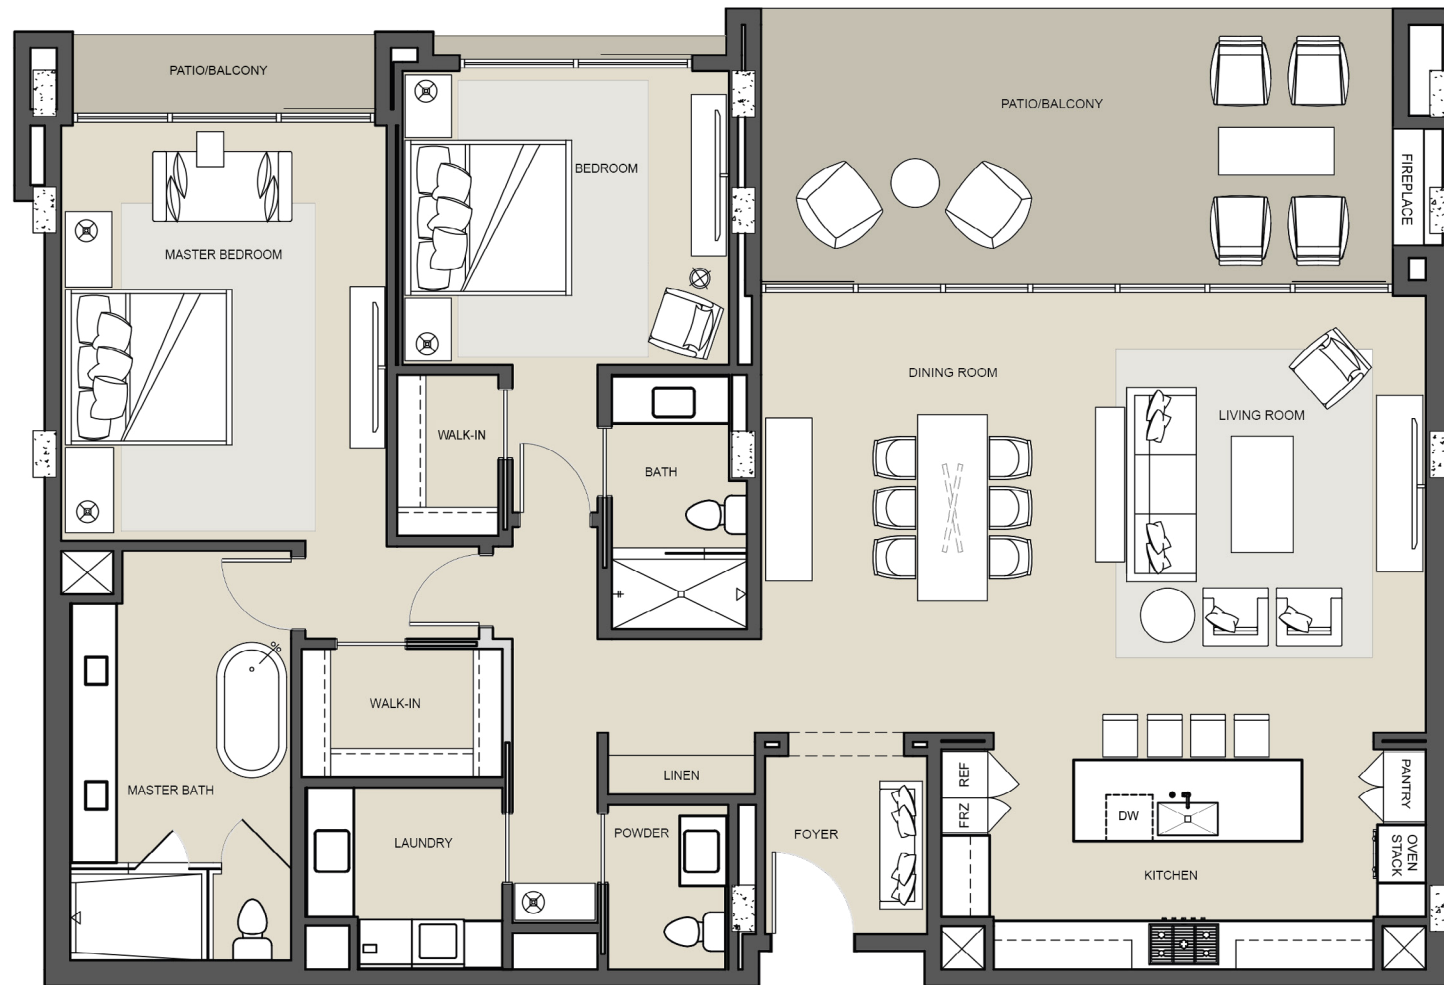 PATIO/BALCONY
PATIO/BALCONY
BEDROOM
FIREPLACE
MASTER BEDROOM
DINING ROOM
LIVING ROOM
WALK-IN
BATH
WALK-IN
LINEN
REF
PANTRY
MASTER BATH
FRZ
DW
POWDER
FOYER
LAUNDRY
OVEN
STACK
KITCHEN